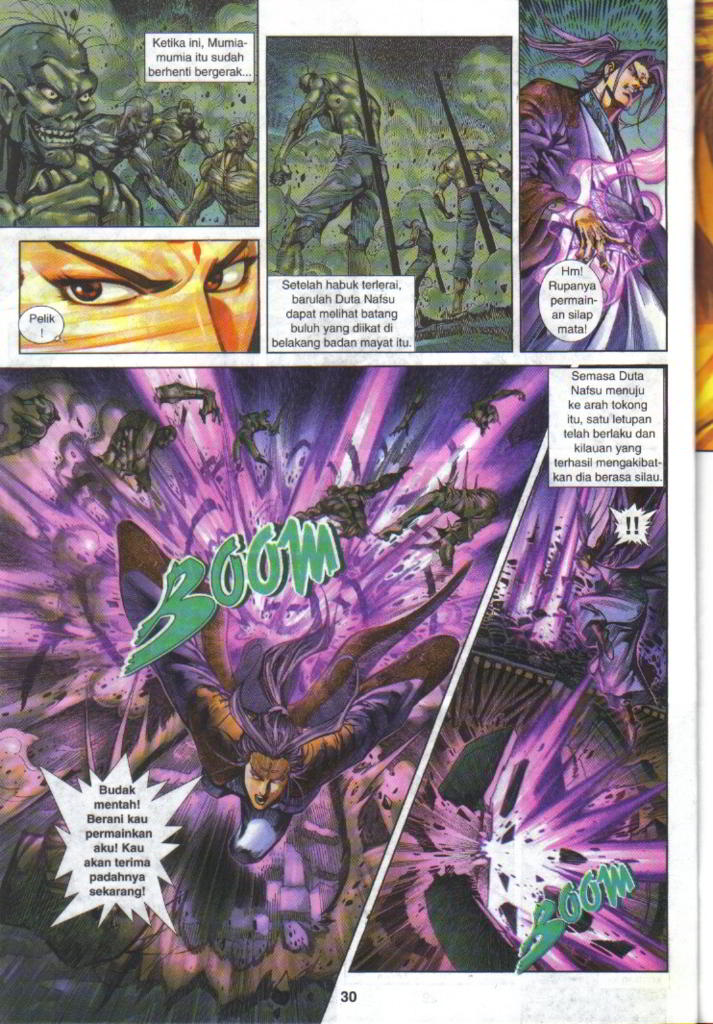 Ketika ini, Mumia-
mumia itu sudah
berhenti bergerak...
Pelik
!
Setelah habuk terlerai,
barulah Duta Nafsu
dapat melihat batang
buluh yang diikat di
belakang badan mayat itu.
Hm!
Rupanya
permain-
an silap
mata!
BOOM
Budak
mentah!
Berani kau
permainkan
aku! Kau
akan terima
padahnya
sekarang!
Semasa Duta
Nafsu menuju
ke arah tokong
itu, satu letupan
telah berlaku dan
kilauan yang
terhasil mengakibat-
kan dia berasa silau.
!!
BOOM
30